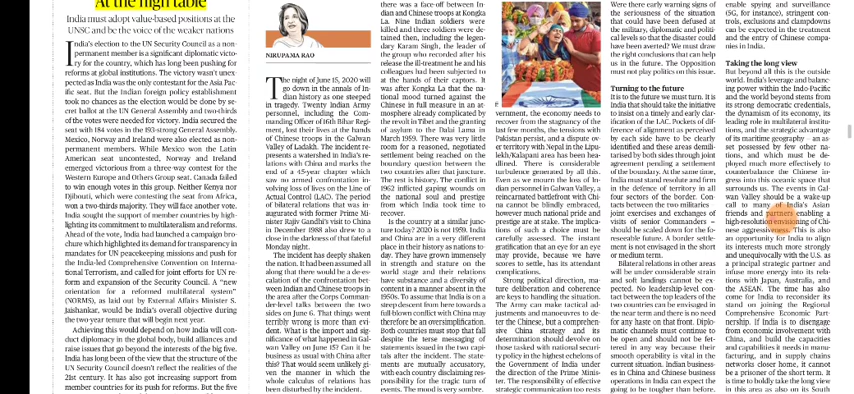 At the high table
India must adopt value-based positions at the
UNSC and be the voice of the weaker nations
India's election to the UN Security Council as a non-
permanent member is a significant diplomatic victo-
ry for the country, which has long been pushing for
reforms at global institutions. The victory wasn't unex-
pected as India was the only contestant for the Asia Pac
ific seat. But the Indian foreign policy establishment
took no chances as the election would be done by se-
cret ballot at the UN General Assembly and two-thirds
of the votes were needed for victory. India secured the
seat with 184 votes in the 193-strong General Assembly.
Mexico, Norway and Ireland were also elected as non-
permanent members. While Mexico won the Latin
American seat uncontested, Norway and Ireland
emerged victorious from a three-way contest for the
Western Europe and Others Group seat. Canada failed
to win enough votes in this group. Neither Kenya nor
Djibouti, which were contesting the seat from Africa,
won a two-thirds majority. They will face another vote.
India sought the support of member countries by high-
lighting its commitment to multilateralism and reforms.
Ahead of the vote, India had launched a campaign bro-
chure which highlighted its demand for transparency in
mandates for UN peacekeeping missions and push for
the India-led Comprehensive Convention on Interna-
tional Terrorism, and called for joint efforts for UN re-
form and expansion of the Security Council. A "new
orientation for a reformed multilateral system"
("NORMS), as laid out by External Affairs Minister S.
Jaishankar, would be India's overall objective during
the two year tenure that will begin next year.
Achieving this would depend on how India will con-
duct diplomacy in the global body, build alliances and
raise issues that go beyond the interests of the big five.
India has long been of the view that the structure of the
UN Security Council doesn't reflect the realities of the
21st century. It has also got increasing support from
member countries for its push for reforms. But the five
NIRUPAMA RAO
The night of June 15, 2020 will
go down in the annals of In-
dian history as one steeped
in tragedy. Twenty Indian Army
personnel, including the Com-
manding Officer of 16th Bihar Regi-
ment, lost their lives at the hands
of Chinese troops in the Galwan
Valley of Ladakh. The incident re-
presents a watershed in India's re-
lations with China and marks the
end of a 45-year chapter which
saw no armed confrontation in-
volving loss of lives on the Line of
Actual Control (LAC). The period
of bilateral relations that was in-
augurated with former Prime Mi-
nister Rajiv Gandhi's visit to China
in December 1988 also drew to a
close in the darkness of that fateful
Monday night.
The incident has deeply shaken
the nation. It had been assumed all
along that there would be a de-es-
calation of the confrontation bet-
ween Indian and Chinese troops in
the area after the Corps Comman-
der-level talks between the two
sides on June 6. That things went
terribly wrong is more than evi-
dent. What is the import and sig-
nificance of what happened in Gal-
wan Valley on June 15? Can it be
business as usual with China after
this? That would seem unlikely gi-
ven the manner in which the
whole calculus of relations has
been disturbed by the incident.
there was a face-off between In-
dian and Chinese troops at Kongka
La. Nine Indian soldiers were
killed and three soldiers were de-
tained then, including the legen-
dary Karam Singh, the leader of
the group who recorded after his
release the ill-treatment he and his
colleagues had been subjected to
at the hands of their captors. It
was after Kongka La that the na-
tional mood turned against the
Chinese in full measure in an at-
mosphere already complicated by
the revolt in Tibet and the granting
of asylum to the Dalai Lama in
March 1959. There was very little
room for a reasoned, negotiated
settlement being reached on the
boundary question between the
two countries after that juncture.
The rest is history. The conflict in
1962 inflicted gaping wounds on
the national soul and prestige
from which India took time to
recover.
Is the country at a similar junc-
ture today? 2020 is not 1959. India
and China are in a very different
place in their history as nations to-
day. They have grown immensely
in strength and stature on the
world stage and their relations
have substance and a diversity of
content in a manner absent in the
1950s. To assume that India is on a
steep descent from here towards a
full-blown conflict with China may
therefore be an oversimplification.
Both countries must stop that fall
despite the terse messaging of
statements issued in the two capi-
tals after the incident. The state-
ments are mutually accusatory,
with each country disclaiming res-
ponsibility for the tragic turn of
events. The mood is very sombre.
vernment, the economy needs to
recover from the stagnancy of the
last few months, the tensions with
Pakistan persist, and a dispute ov-
er territory with Nepal in the Lipu-
lekh/Kalapani area has been hea-
dlined. There is considerable
turbulence generated by all this.
Even as we mourn the loss of In-
dian personnel in Galwan Valley, a
reincarnated battlefront with Chi-
na cannot be blindly embraced,
however much national pride and
prestige are at stake. The implica-
tions of such a choice must be
carefully assessed. The instant
gratification that an eye for an eye
may provide, because we have
scores to settle, has its attendant
complications.
Strong political direction, ma-
ture deliberation and coherence
are keys to handling the situation.
The Army can make tactical ad-
justments and manoeuvres to de-
ter the Chinese, but a comprehen-
sive China strategy and its
determination should devolve on
those tasked with national securi-
ty policy in the highest echelons of
the Government of India under
the direction of the Prime Minis-
ter. The responsibility of effective
strategic communication too rests
Were there early warning signs of
the seriousness of the situation
that could have been defused at
the military, diplomatic and politi-
cal levels so that the disaster could
have been averted? We must draw
the right conclusions that can help
us in the future. The Opposition
must not play politics on this issue.
Turning to the future
It is to the future we must turn. It is
India that should take the initiative
to insist on a timely and early clar-
ification of the LAC. Pockets of dif-
ference of alignment as perceived
by each side have to be clearly
identified and these areas demili-
tarised by both sides through joint
agreement pending a settlement
of the boundary. At the same time,
India must stand resolute and firm
in the defence of territory in all
four sectors of the border. Con-
tacts between the two militaries
joint exercises and exchanges of
visits of senior Commanders –
should be scaled down for the fo-
reseeable future. A border settle-
ment is not envisaged in the short
or medium term.
Bilateral relations in other areas
will be under considerable strain
and soft landings cannot be ex-
pected. No leadership-level con-
tact between the top leaders of the
two countries can be envisaged in
the near term and there is no need
for any haste on that front. Diplo-
matic channels must continue to
be open and should not be fet-
tered in any way because their
smooth operation is vital in the
current situation. Indian business-
es in China and Chinese business
operations in India can expect the
going to be tougher than before.
enable spying and surveillance
(5G, for instance), stringent con-
trols, exclusions and clampdowns
can be expected in the treatment
and the entry of Chinese compa-
nies in India.
Taking the long view
But beyond all this is the outside
world. India's leverage and balanc-
ing power within the Indo-Pacific
and the world beyond stems from
its strong democratic credentials,
the dynamism of its economy, its
leading role in multilateral institu-
tions, and the strategic advantage
of its maritime geography – an as-
set possessed by few other na-
tions, and which must be de-
ployed much more effectively to
counterbalance the Chinese in-
gress into this oceanic space that
surrounds us. The events in Gal-
wan Valley should be a wake-up
call to many of India's Asian
friends and partners enabling a
high-resolution envisioning of Chi-
nese aggressiveness. This is also
an opportunity for India to align
its interests much more strongly
and unequivocally with the U.S. as
a principal strategic partner and
infuse more energy into its rela-
tions with Japan, Australia, and
the ASEAN. The time has also
come for India to reconsider its
stand on joining the Regional
Comprehensive Economic Part-
nership. If India is to disengage
from economic involvement with
China, and build the capacities
and capabilities it needs in manu-
facturing, and in supply chains
networks closer home, it cannot
be a prisoner of the short term. It
is time to boldly take the long view
in this area as also on its South